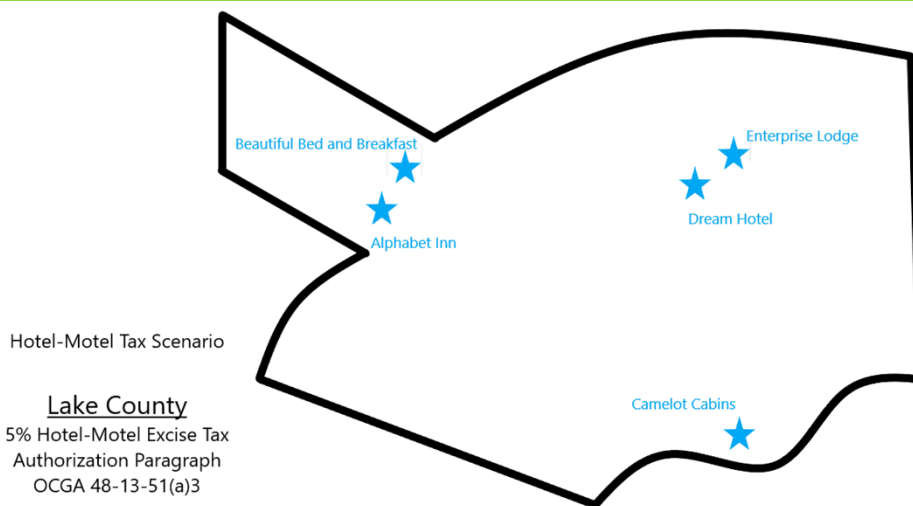 Beautiful Bed and Breakfast
Enterprise Lodge
Dream Hotel
Alphabet Inn
Hotel-Motel Tax Scenario
Lake County
5% Hotel-Motel Excise Tax
Authorization Paragraph
OCGA 48-13-51(a)3
Camelot Cabins